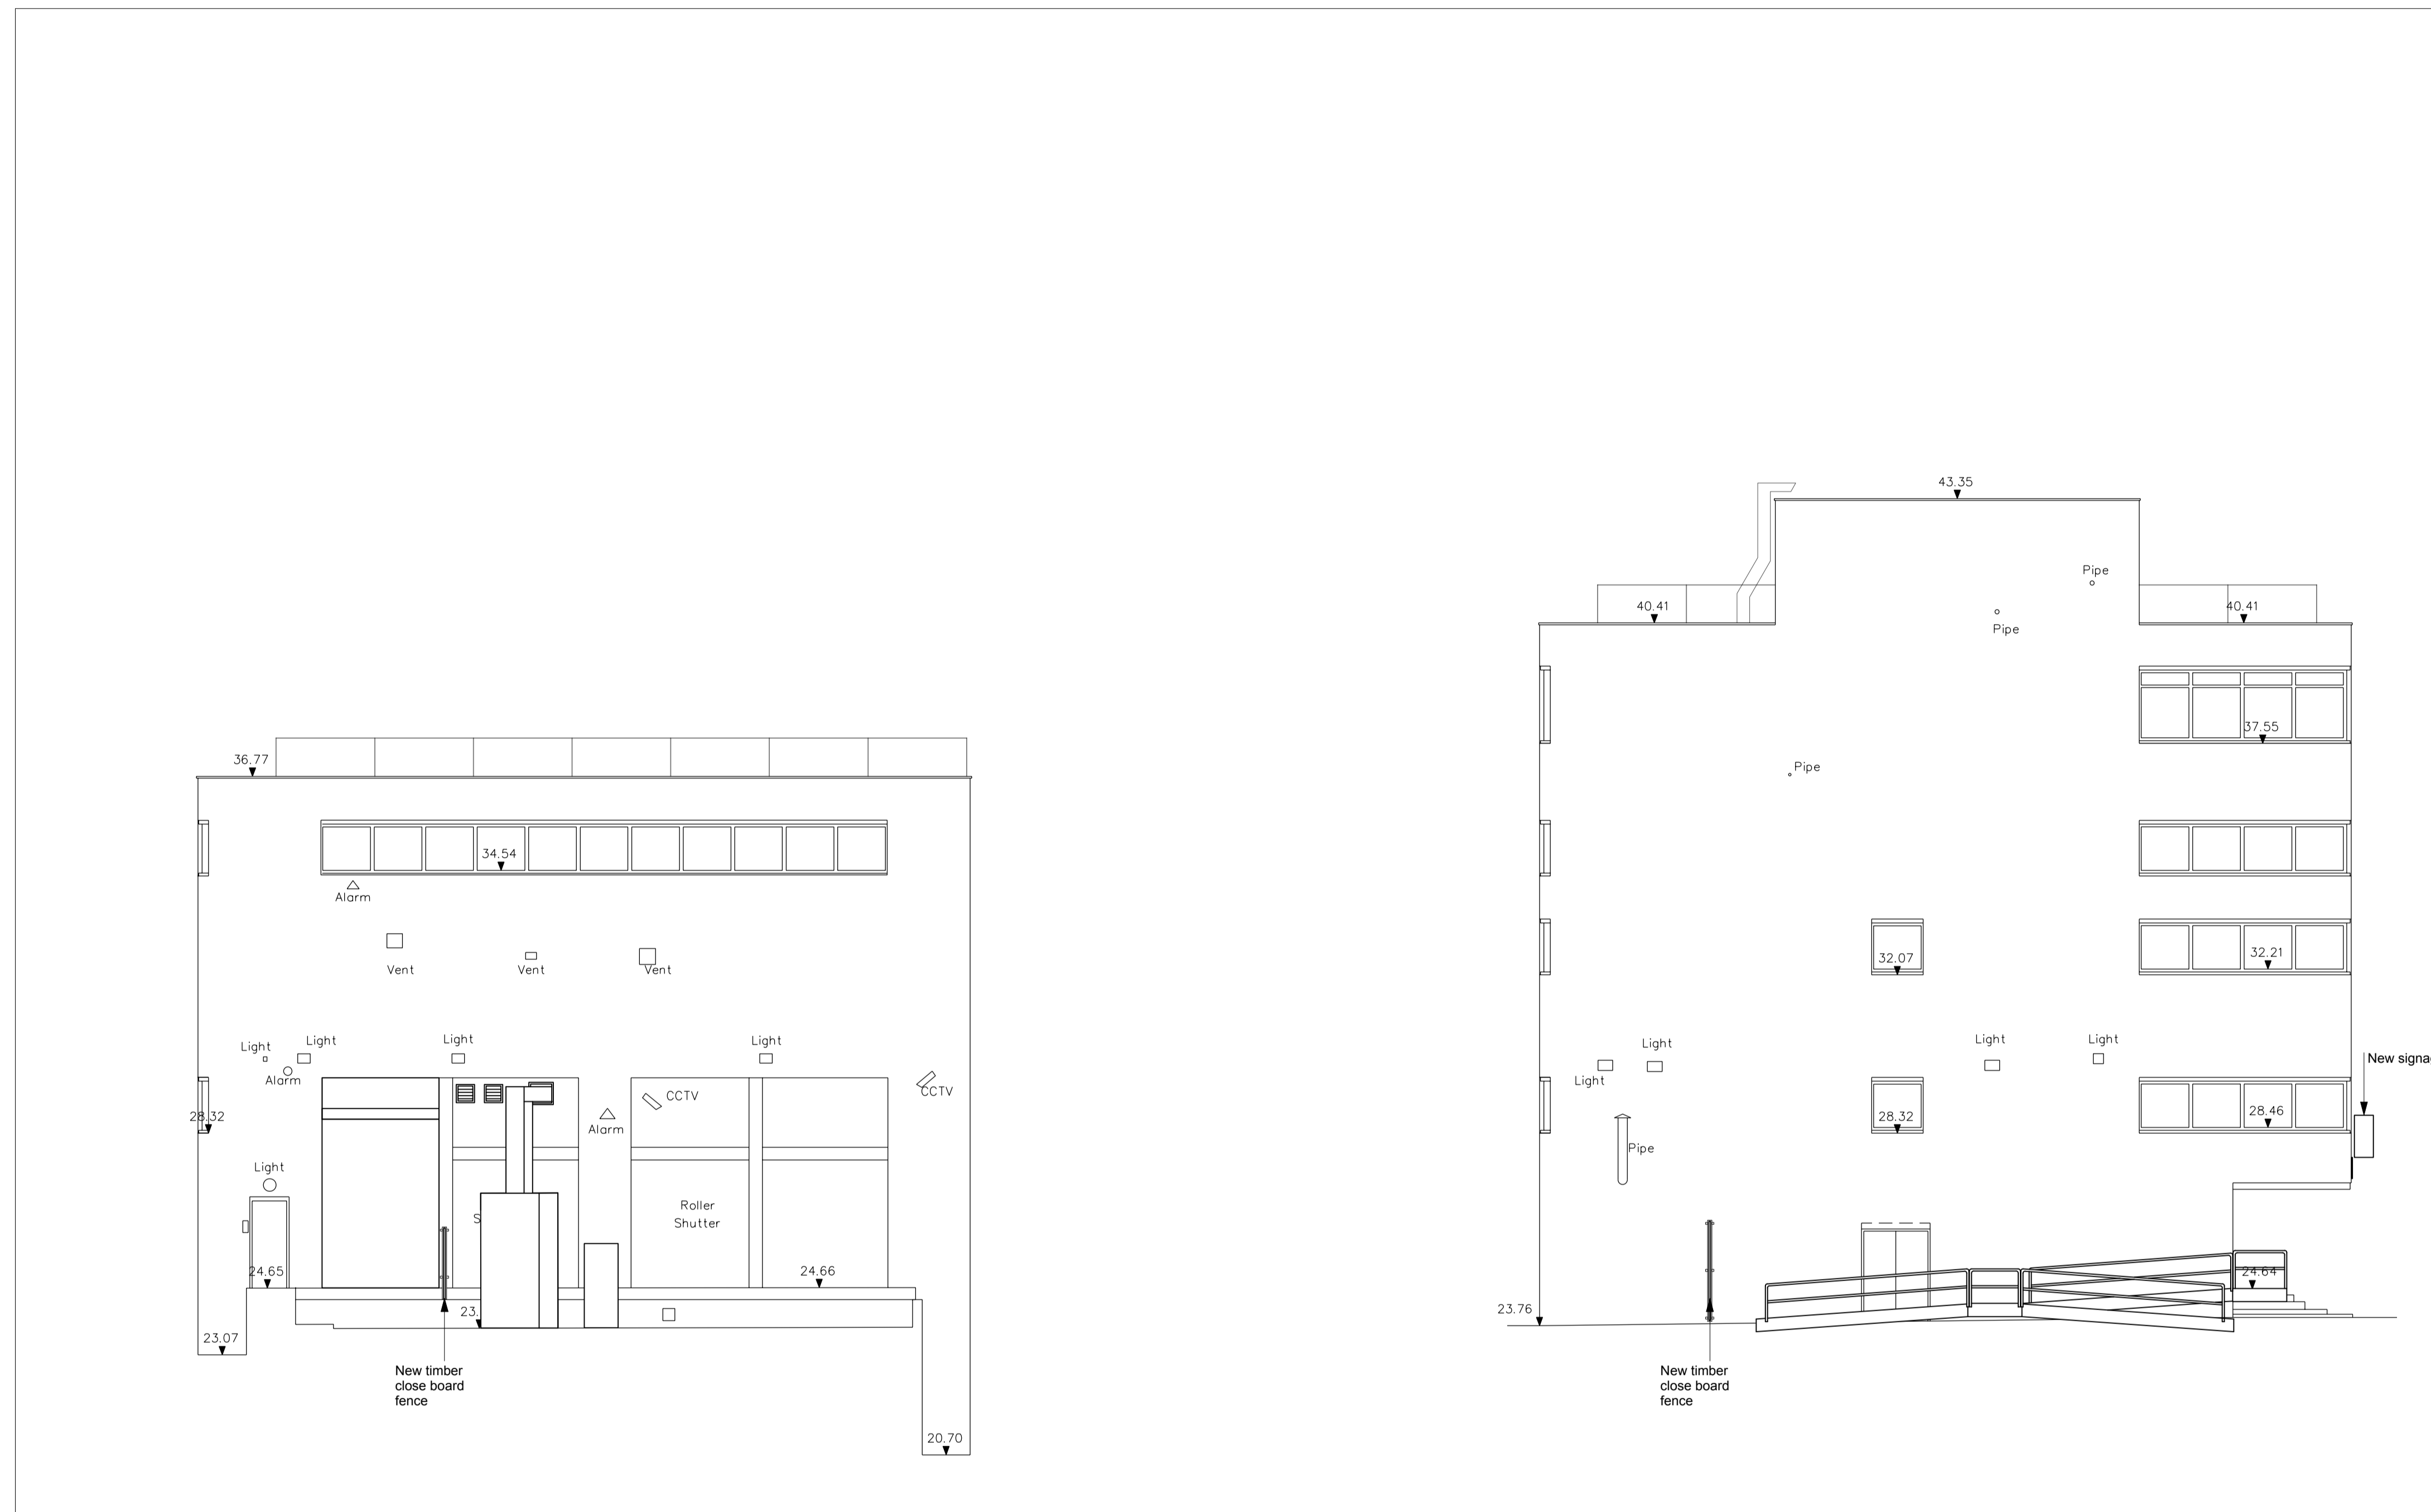 43.35
Pipe
40.41
40.41
Pipe
37.55
36.77
Pipe
34.54
Alarm
32.07
32.21
Vent
Vent
Vent
Light
Light
Light
Light
Alarm
CCTV
CCTV
Light
Light
Light
Light
28.32
Alarm
28.32
28.46
Pipe
Light
Roller
Shutter
24.65
24.66
24.64
23.
23.76
23.07
New timber
close board
fence
New timber
close board
fence
20.70